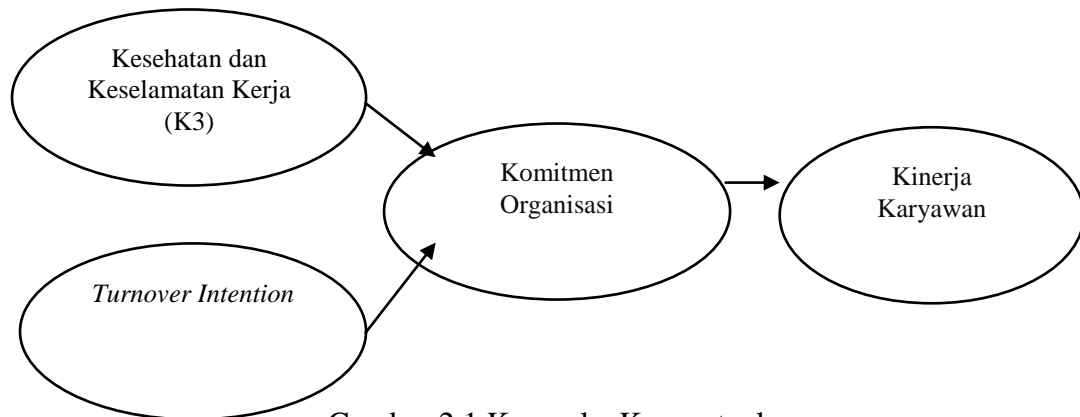 Kesehatan dan
Keselamatan Kerja
(K3)
Komitmen
Organisasi
Kinerja
Karyawan
Turnover Intention